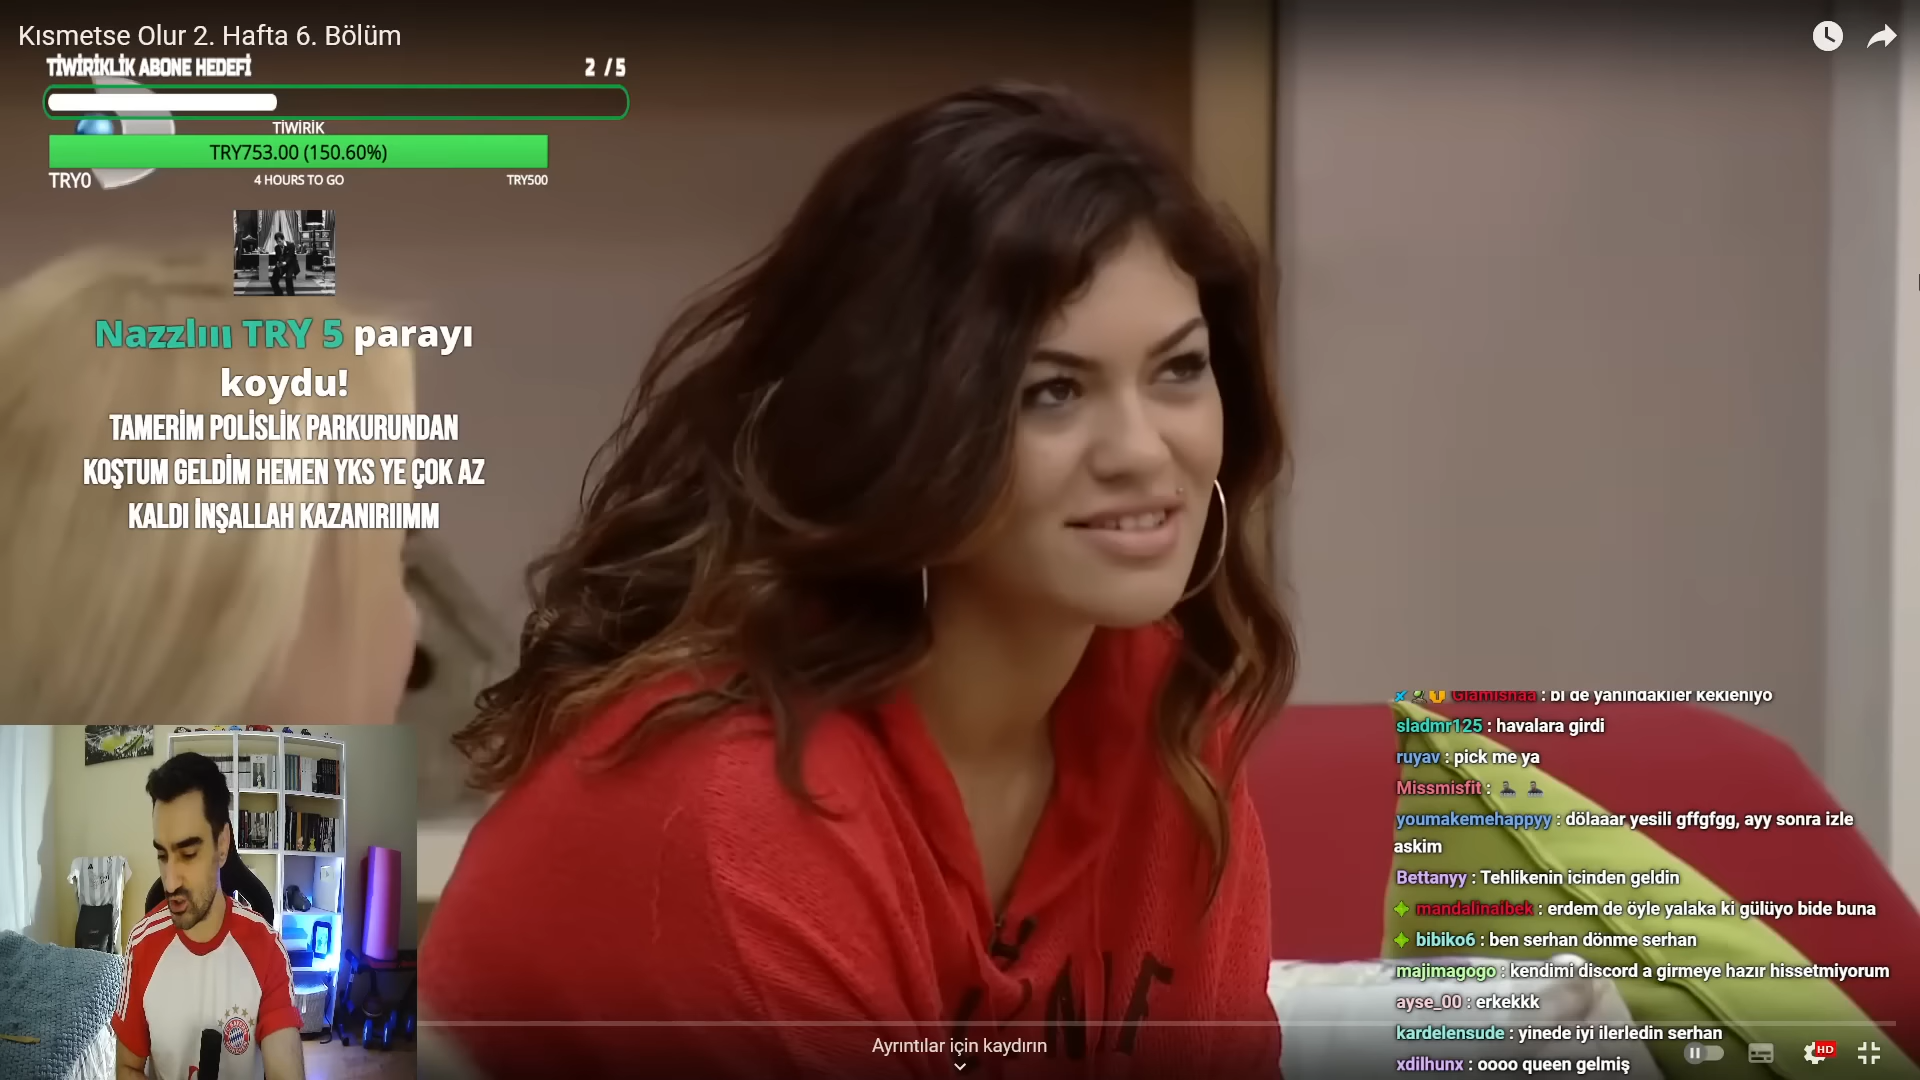 Kısmetse Olur 2. Hafta 6. Bölüm
TİWİRİKLİK ABONE HEDEFİ 2 / 5
TİWİRİK
TRY753.00 (150.60%)
TRY0 4 HOURS TO GO TRY500
Nazzlııı TRY 5 parayı
koydu!
TAMERİM POLİSLİK PARKURUNDAN
KOŞTUM GELDİM HEMEN YKS YE ÇOK AZ
KALDI İNŞALLAH KAZANIRIIMM
Glamishaa : bi de yanındakiler kekleniyo
sladmr125 : havalara girdi
ruyav : pick me ya
Missmisfit :
youmakemehappyy : dölaaar yesili gffgfgg, ayy sonra izle
askim
Bettanyy : Tehlikenin icinden geldin
mandalinaibek : erdem de öyle yalaka ki gülüyo bide buna
bibiko6 : ben serhan dönme serhan
majimagogo : kendimi discord a girmeye hazır hissetmiyorum
ayse_00 : erkekkk
kardelensude : yinede iyi ilerledin serhan
xdilhunx : oooo queen gelmiş
Ayrıntılar için kaydırın
HD